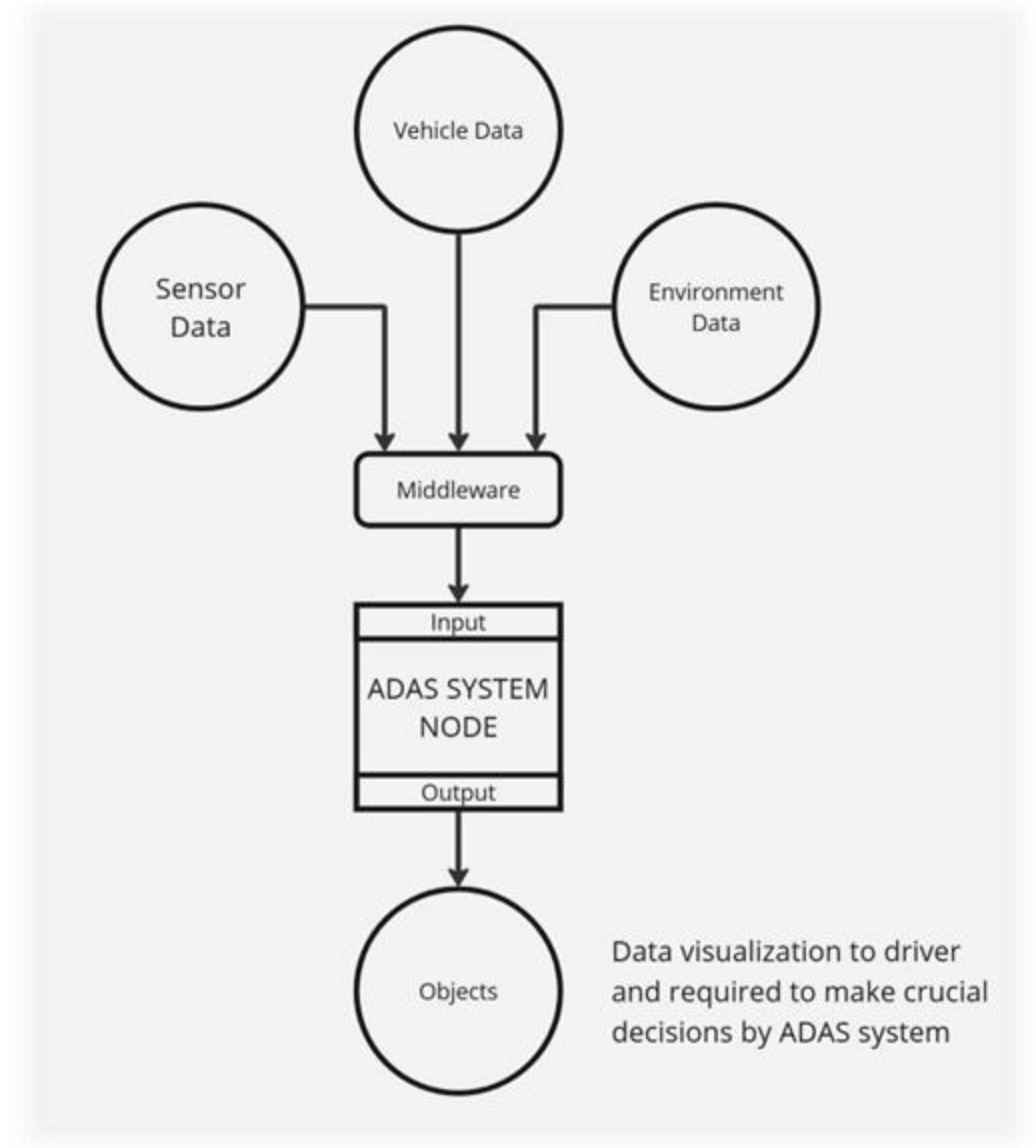 Vehicle Data
Sensor
Data
Environment
Data
Middleware
Input
ADAS SYSTEM
NODE
Output
Objects
Data visualization to driver
and required to make crucial
decisions by ADAS system